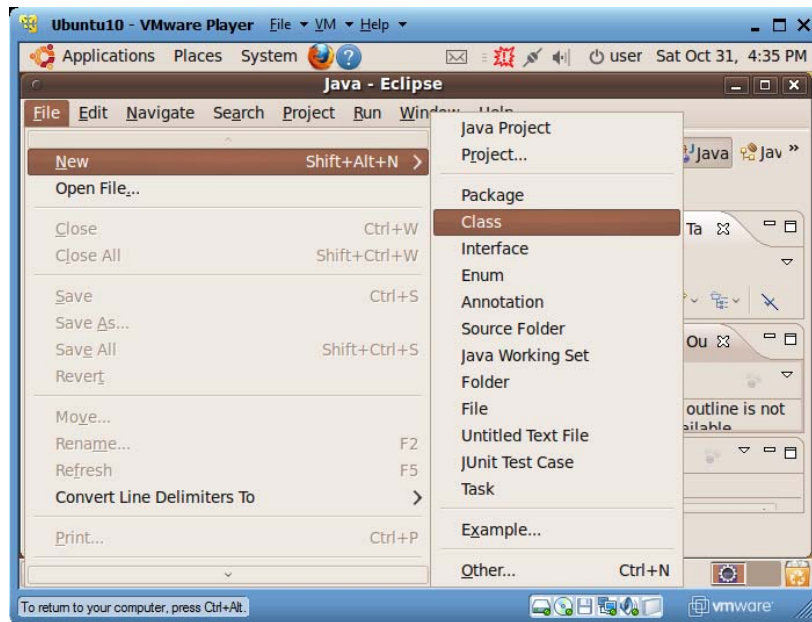 Ubuntu10 - VMware Player File VM Help
Applications Places System user Sat Oct 31, 4:35 PM
Java - Eclipse
File Edit Navigate Search Project Run Window Help
New Shift+Alt+N
Open File...
Close Ctrl+W
Close All Shift+Ctrl+W
Save Ctrl+S
Save As...
Save All Shift+Ctrl+S
Revert
Move...
Rename... F2
Refresh F5
Convert Line Delimiters To
Print... Ctrl+P
Java Project
Project...
Package
Class
Interface
Enum
Annotation
Source Folder
Java Working Set
Folder
File
Untitled Text File
JUnit Test Case
Task
Example...
Other... Ctrl+N
Java Jav »
Ta
Ou
outline is not
To return to your computer, press Ctrl+Alt.
vmware